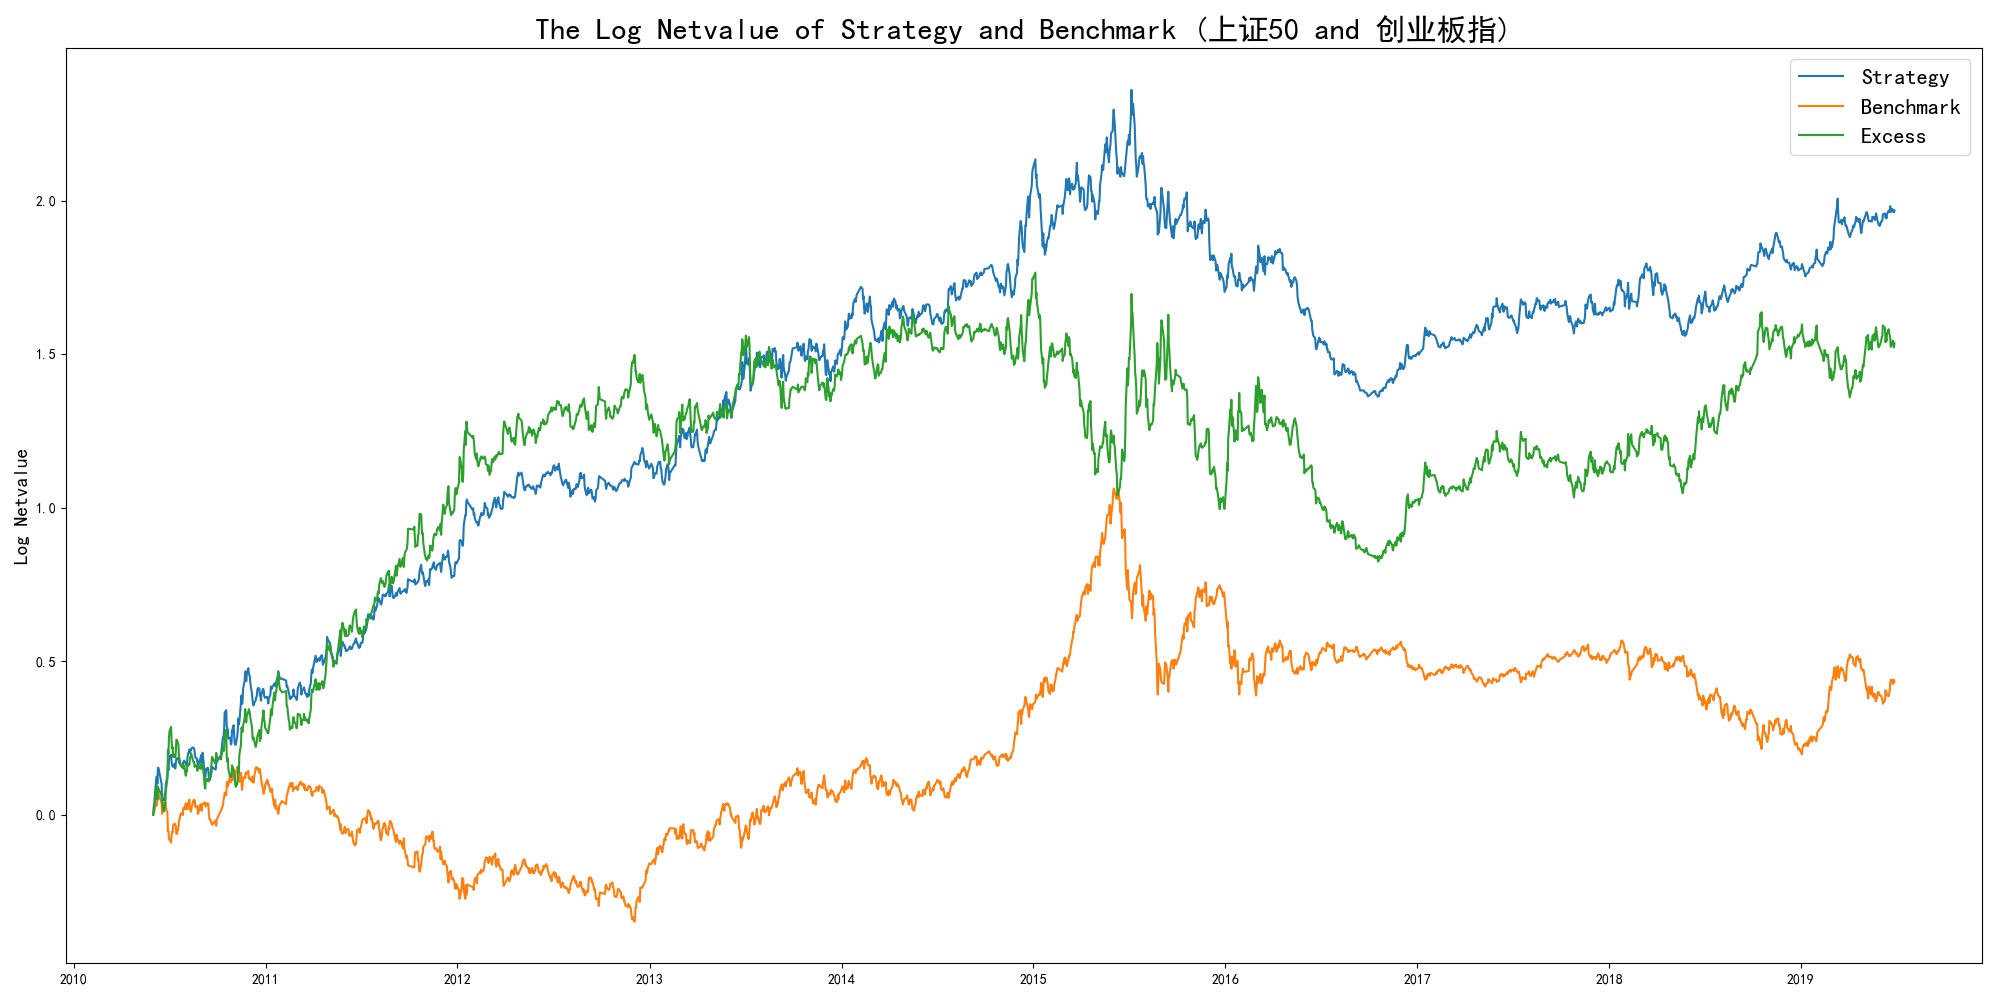 The Log Netvalue of Strategy and Benchmark (上证50 and 创业板指)
Strategy
Benchmark
Excess
Log Netvalue
2.0
1.5
1.0
0.5
0.0
2010 2011 2012 2013 2014 2015 2016 2017 2018 2019